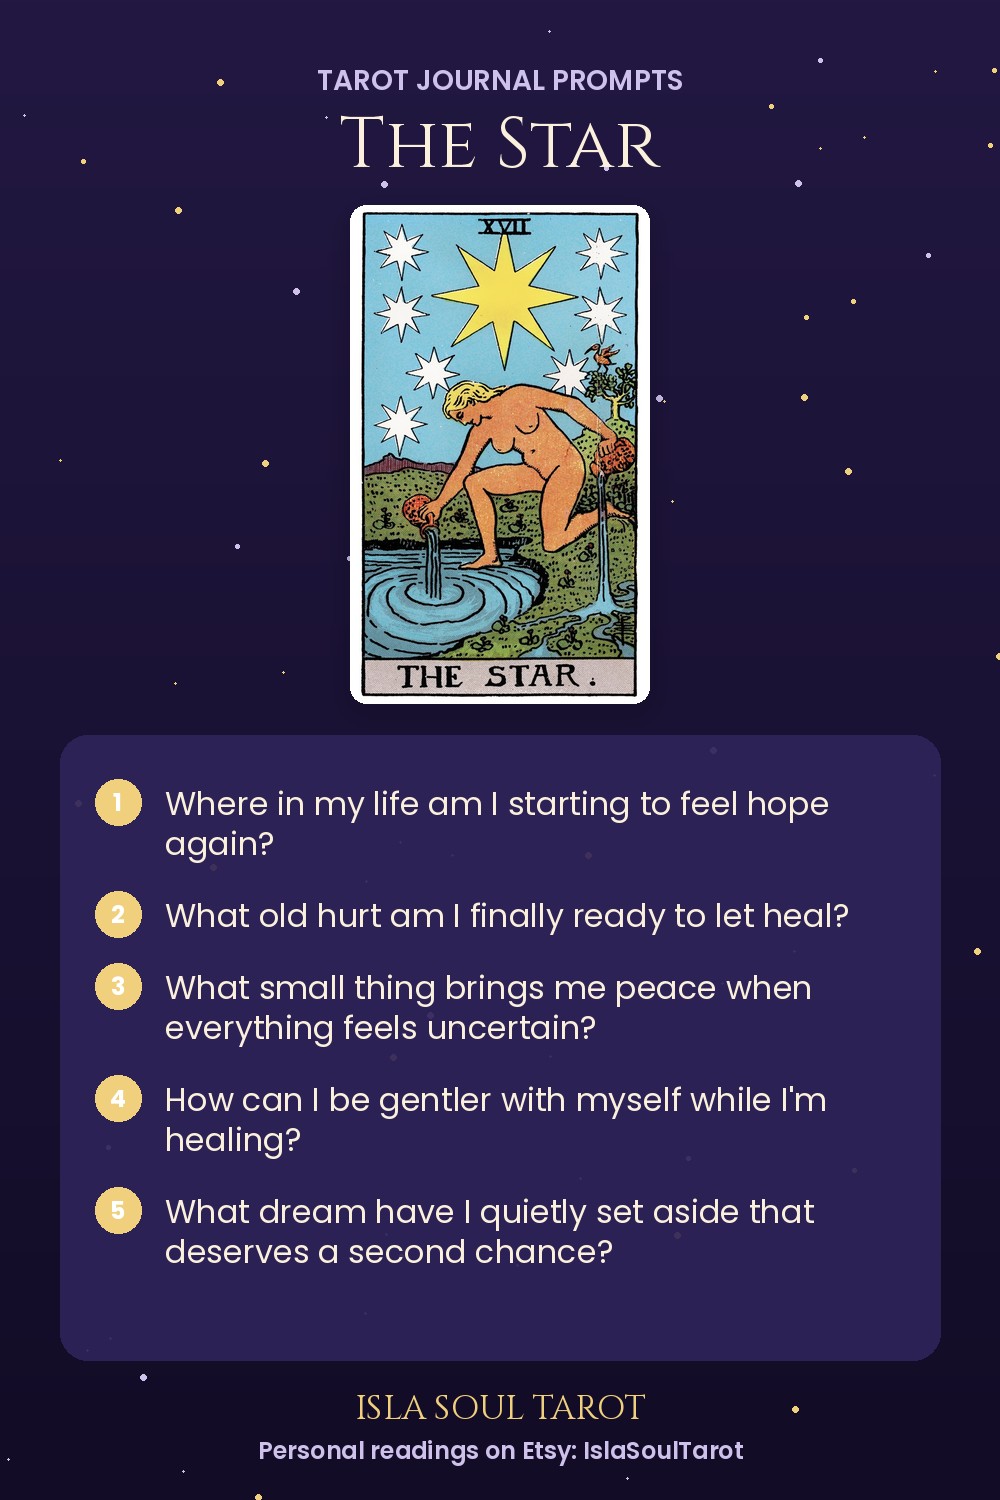 TAROT JOURNAL PROMPTS
THE STAR
XVII
THE STAR.
1 Where in my life am I starting to feel hope
again?
2 What old hurt am I finally ready to let heal?
3 What small thing brings me peace when
everything feels uncertain?
4 How can I be gentler with myself while I'm
healing?
5 What dream have I quietly set aside that
deserves a second chance?
ISLA SOUL TAROT
Personal readings on Etsy: IslaSoulTarot